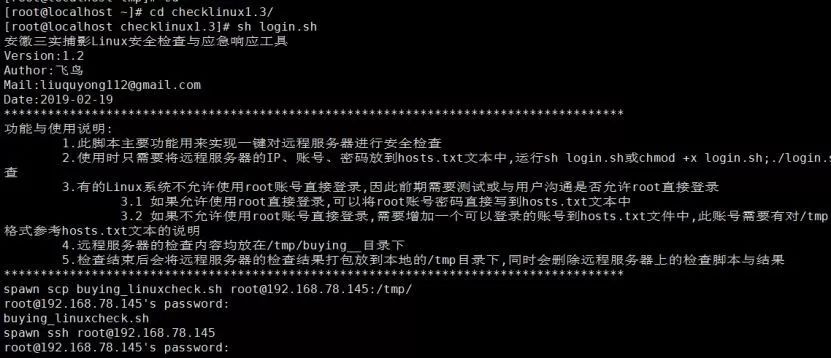 [root@localhost ~]# cd checklinux1.3/
[root@localhost checklinux1.3]# sh login.sh
安徽三实捕影Linux安全检查与应急响应工具
Version:1.2
Author:飞鸟
Mail:liuquyong112@gmail.com
Date:2019-02-19
*******************************************************************************************
功能与使用说明:
1.此脚本主要功能用来实现一键对远程服务器进行安全检查
2.使用时只需要将远程服务器的IP、账号、密码放到hosts.txt文本中,运行sh login.sh或chmod +x login.sh;./login.s
查
3.有的Linux系统不允许使用root账号直接登录,因此前期需要测试或与用户沟通是否允许root直接登录
3.1 如果允许使用root直接登录,可以将root账号密码直接写到hosts.txt文本中
3.2 如果不允许使用root账号直接登录,需要增加一个可以登录的账号到hosts.txt文件中,此账号需要有对/tmp
格式参考hosts.txt文本的说明
4.远程服务器的检查内容均放在/tmp/buying__目录下
5.检查结束后会将远程服务器的检查结果打包放到本地的/tmp目录下,同时会删除远程服务器上的检查脚本与结果
*******************************************************************************************
spawn scp buying_linuxcheck.sh root@192.168.78.145:/tmp/
root@192.168.78.145's password:
buying_linuxcheck.sh
spawn ssh root@192.168.78.145
root@192.168.78.145's password: